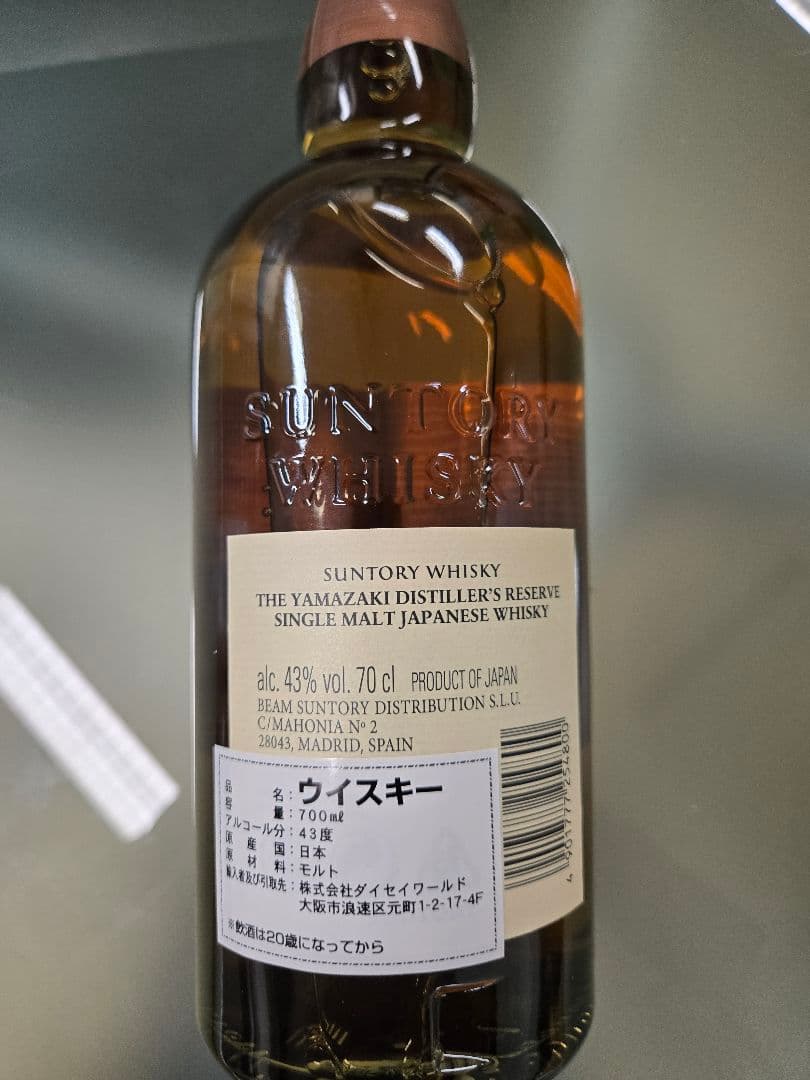 SUNTORY
WHISKY
SUNTORY WHISKY
THE YAMAZAKI DISTILLER'S RESERVE
SINGLE MALT JAPANESE WHISKY
alc. 43% vol. 70 cl PRODUCT OF JAPAN
BEAM SUNTORY DISTRIBUTION S.L.U.
C/MAHONIA Nº 2
28043, MADRID, SPAIN
品名：ウイスキー
容量：700㎖
アルコール分：43度
原産国：日本
原材料：モルト
輸入者及び引取先：株式会社ダイセイワールド
大阪市浪速区元町1-2-17-4F
※飲酒は20歳になってから
4 901777 254800